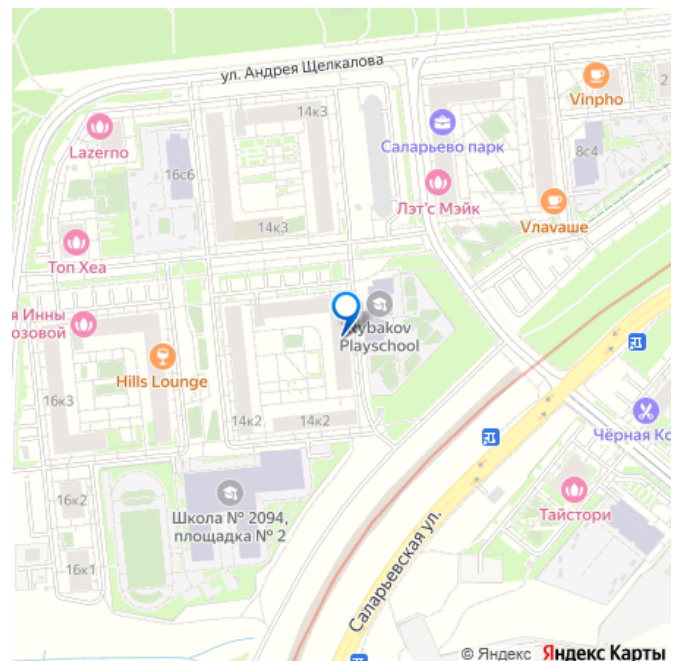 ул. Андрея Щелкалова
14к3
Vinpho
2
Lazerno
Саларьево парк
8с4
16с6
Лэт'с Мэйк
Vлаvаше
14к3
Топ Хеа
я Инны
озовой
Rybakov
Playschool
Hills Lounge
16к3
14к2
14к2
Чёрная Ко
16к2
Школа № 2094,
площадка № 2
Тайстори
16к1
Саларьевская ул.
© Яндекс Яндекс Карты